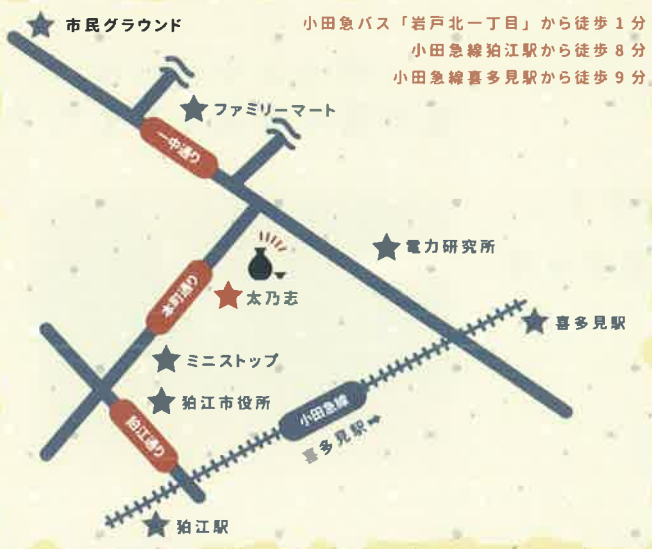 市民グラウンド
小田急バス「岩戸北一丁目」から徒歩1分
小田急線狛江駅から徒歩8分
小田急線喜多見駅から徒歩9分
ファミリーマート
一中通り
電力研究所
本町通り
太乃志
喜多見駅
ミニストップ
狛江市役所
小田急線
狛江通り
喜多見駅➡
狛江駅